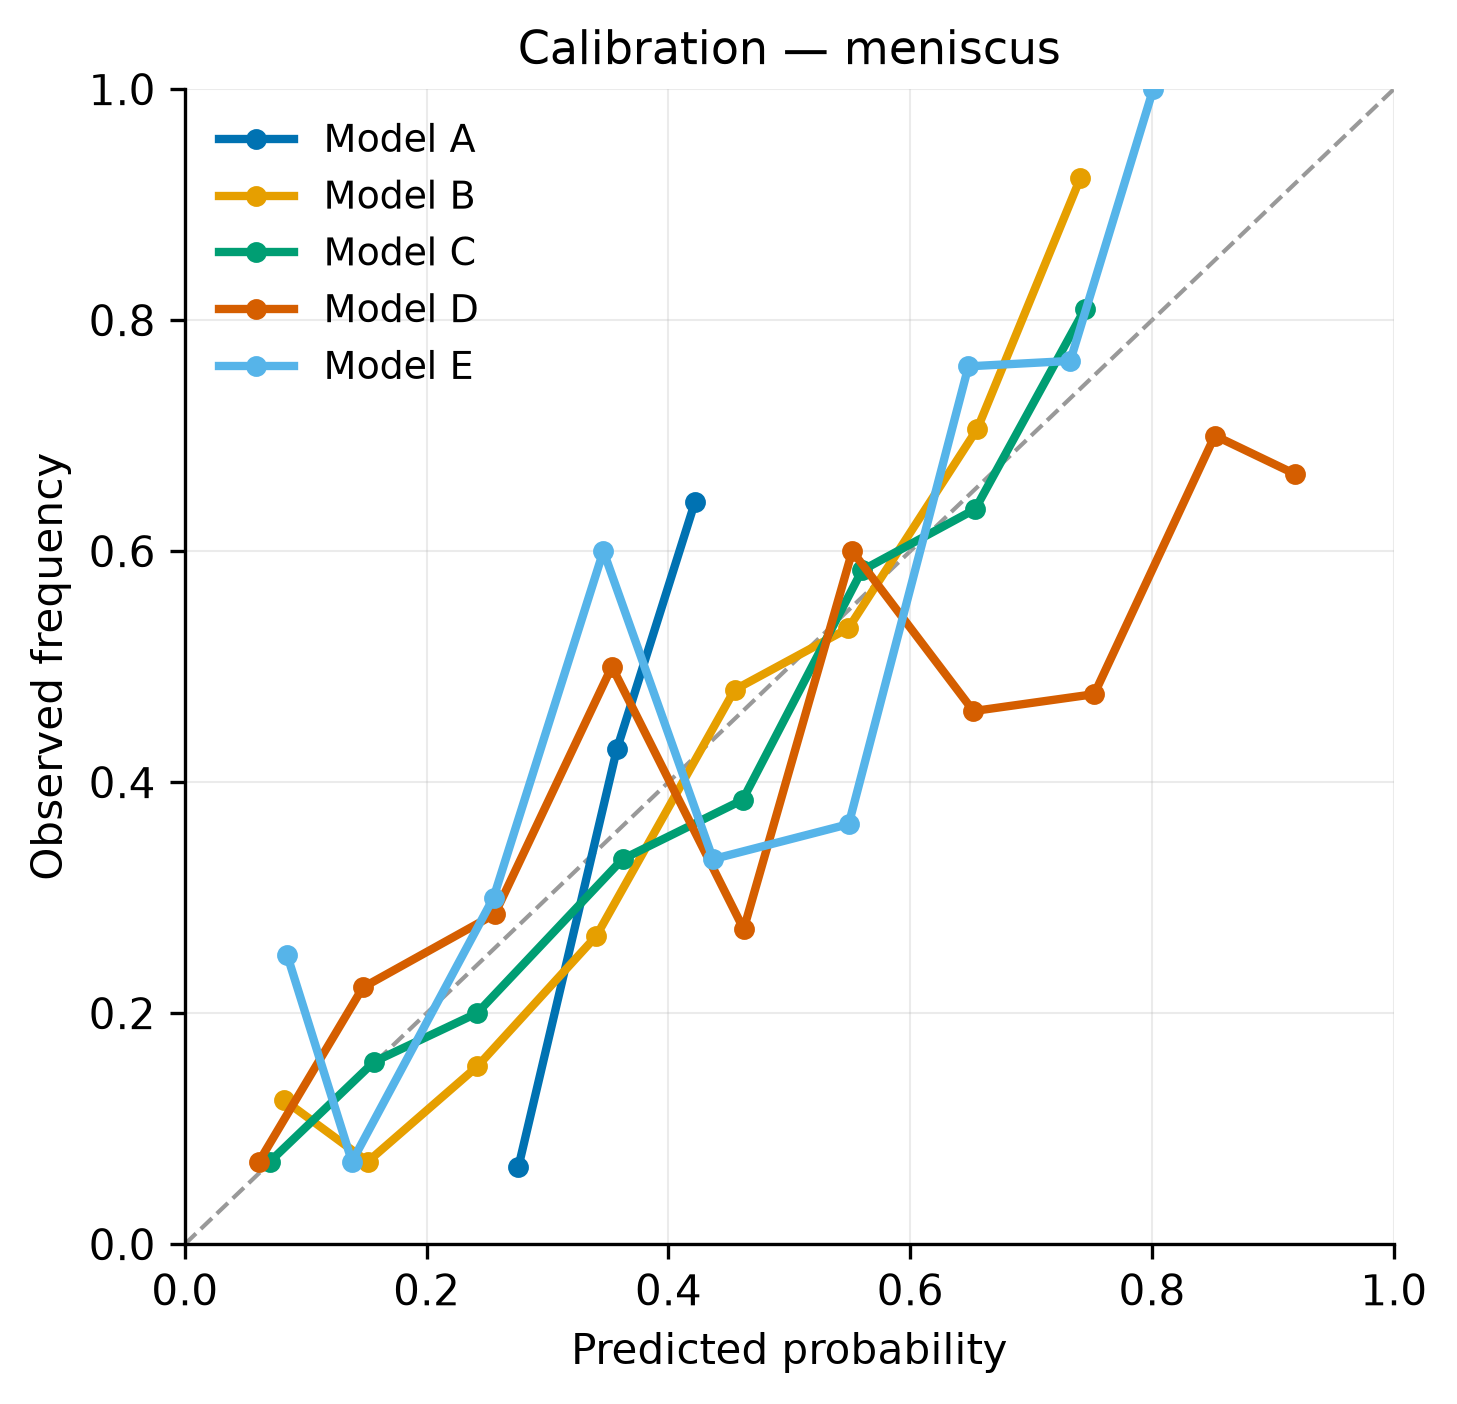 Calibration — meniscus
1.0
0.8
0.6
0.4
0.2
0.0
Observed frequency
Model A
Model B
Model C
Model D
Model E
0.0 0.2 0.4 0.6 0.8 1.0
Predicted probability